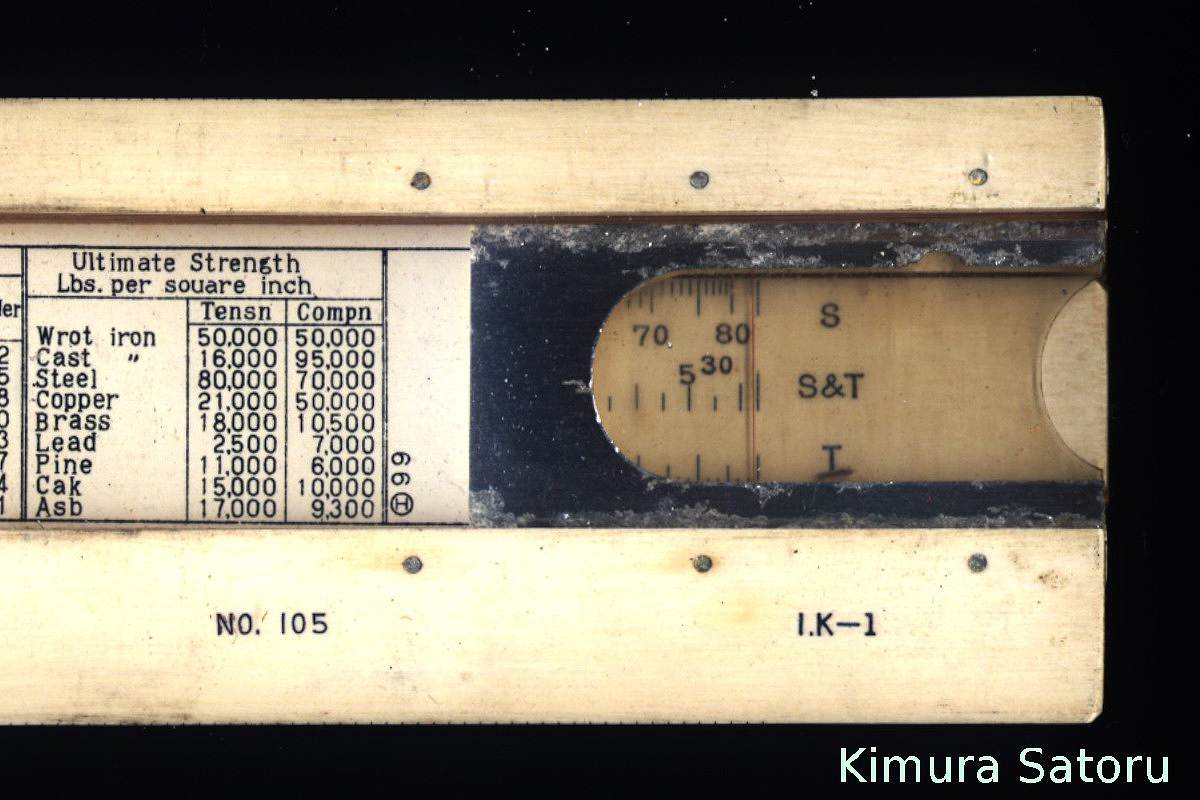 Ultimate Strength
Lbs. per souare inch
Tensn Compn
Wrot iron 50,000 50,000
Cast " 16,000 95,000
Steel 80,000 70,000
Copper 21,000 50,000
Brass 18,000 10,500
Lead 2,500 7,000
Pine 11,000 6,000
Cak 15,000 10,000
Asb 17,000 9,300
H 66
70 80
5 30
S
S&T
T
NO. 105
I.K-1
Kimura Satoru